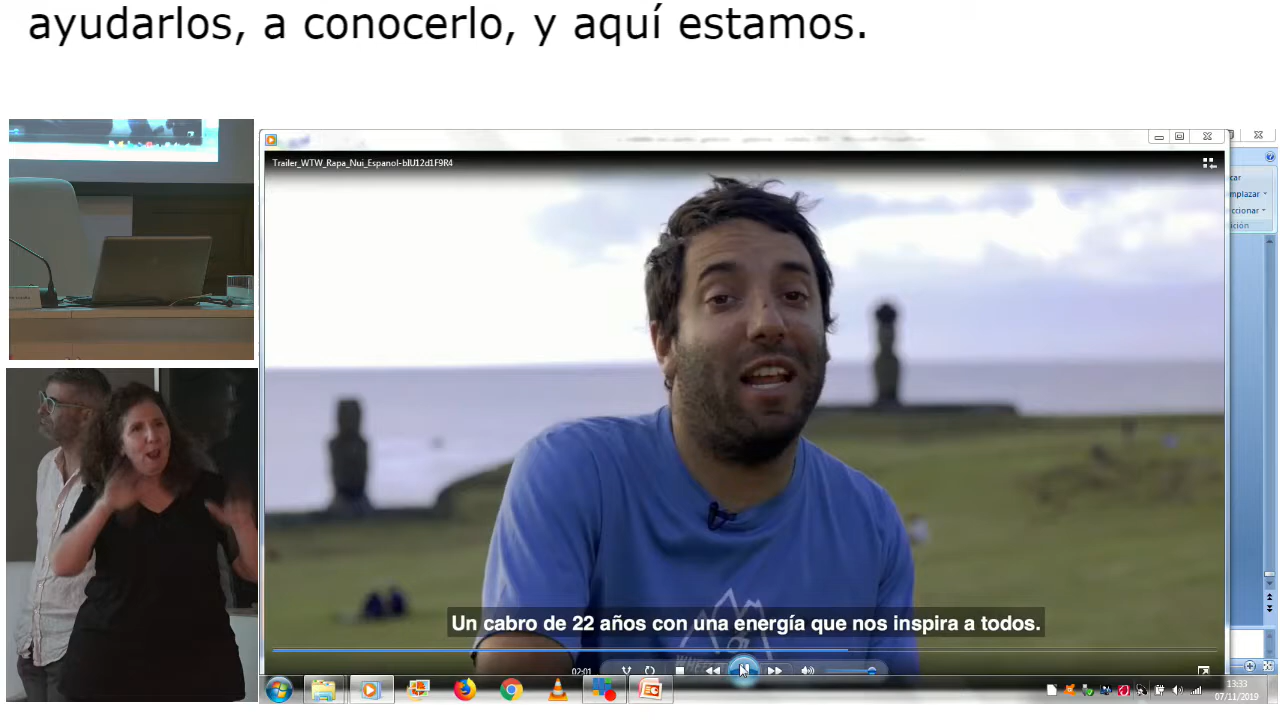 ayudarlos, a conocerlo, y aquí estamos.
Trailer_WTW_Rapa_Nui_Espanol-bIU12d1F9R4
Un cabro de 22 años con una energía que nos inspira a todos.
02:01
13:33
07/11/2019